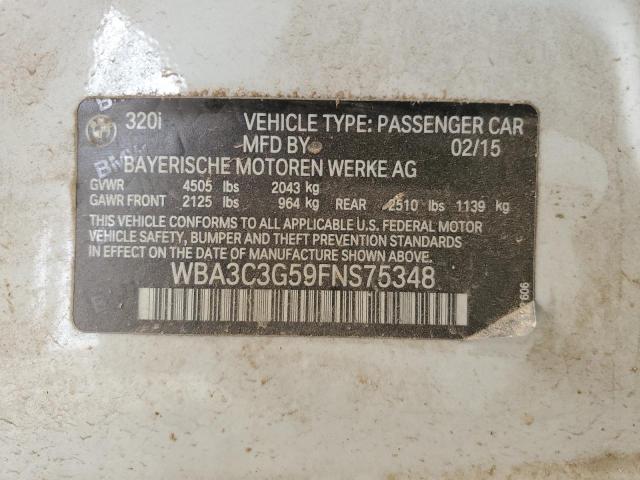 320i VEHICLE TYPE: PASSENGER CAR
MFD BY 02/15
BAYERISCHE MOTOREN WERKE AG
GVWR 4505 lbs 2043 kg
GAWR FRONT 2125 lbs 964 kg REAR 2510 lbs 1139 kg
THIS VEHICLE CONFORMS TO ALL APPLICABLE U.S. FEDERAL MOTOR
VEHICLE SAFETY, BUMPER AND THEFT PREVENTION STANDARDS
IN EFFECT ON THE DATE OF MANUFACTURE SHOWN ABOVE.
WBA3C3G59FNS75348